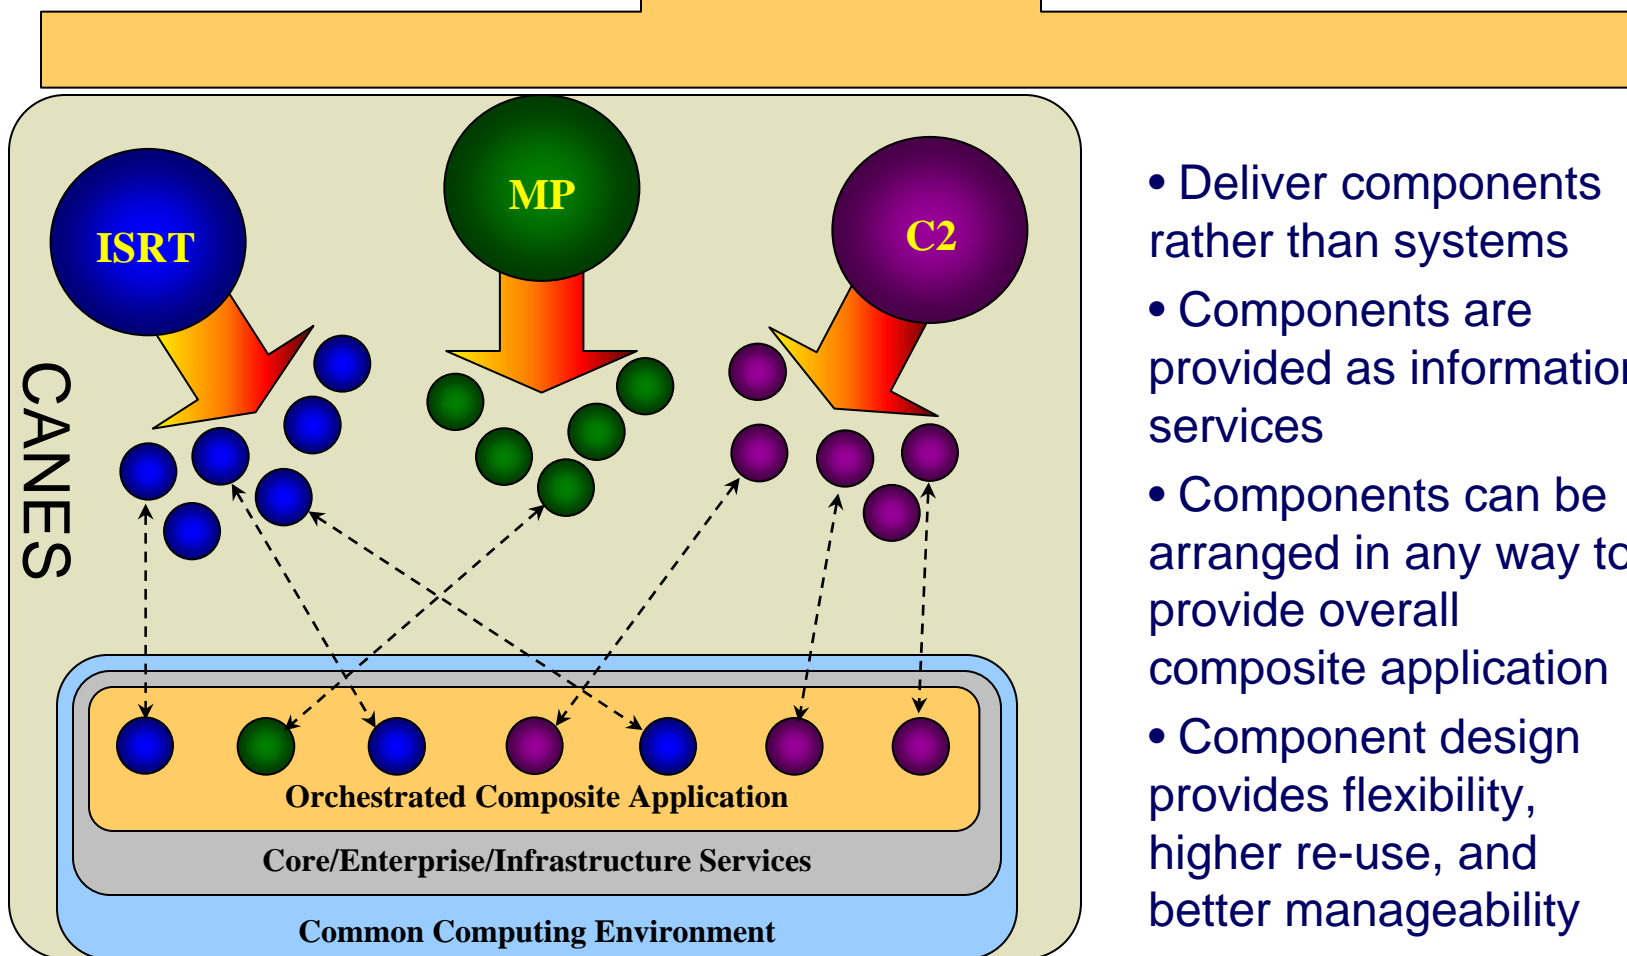 MP
C2
ISRT
CANES
Orchestrated Composite Application
Core/Enterprise/Infrastructure Services
Common Computing Environment
• Deliver components
rather than systems
• Components are
provided as information
services
• Components can be
arranged in any way to
provide overall
composite application
• Component design
provides flexibility,
higher re-use, and
better manageability